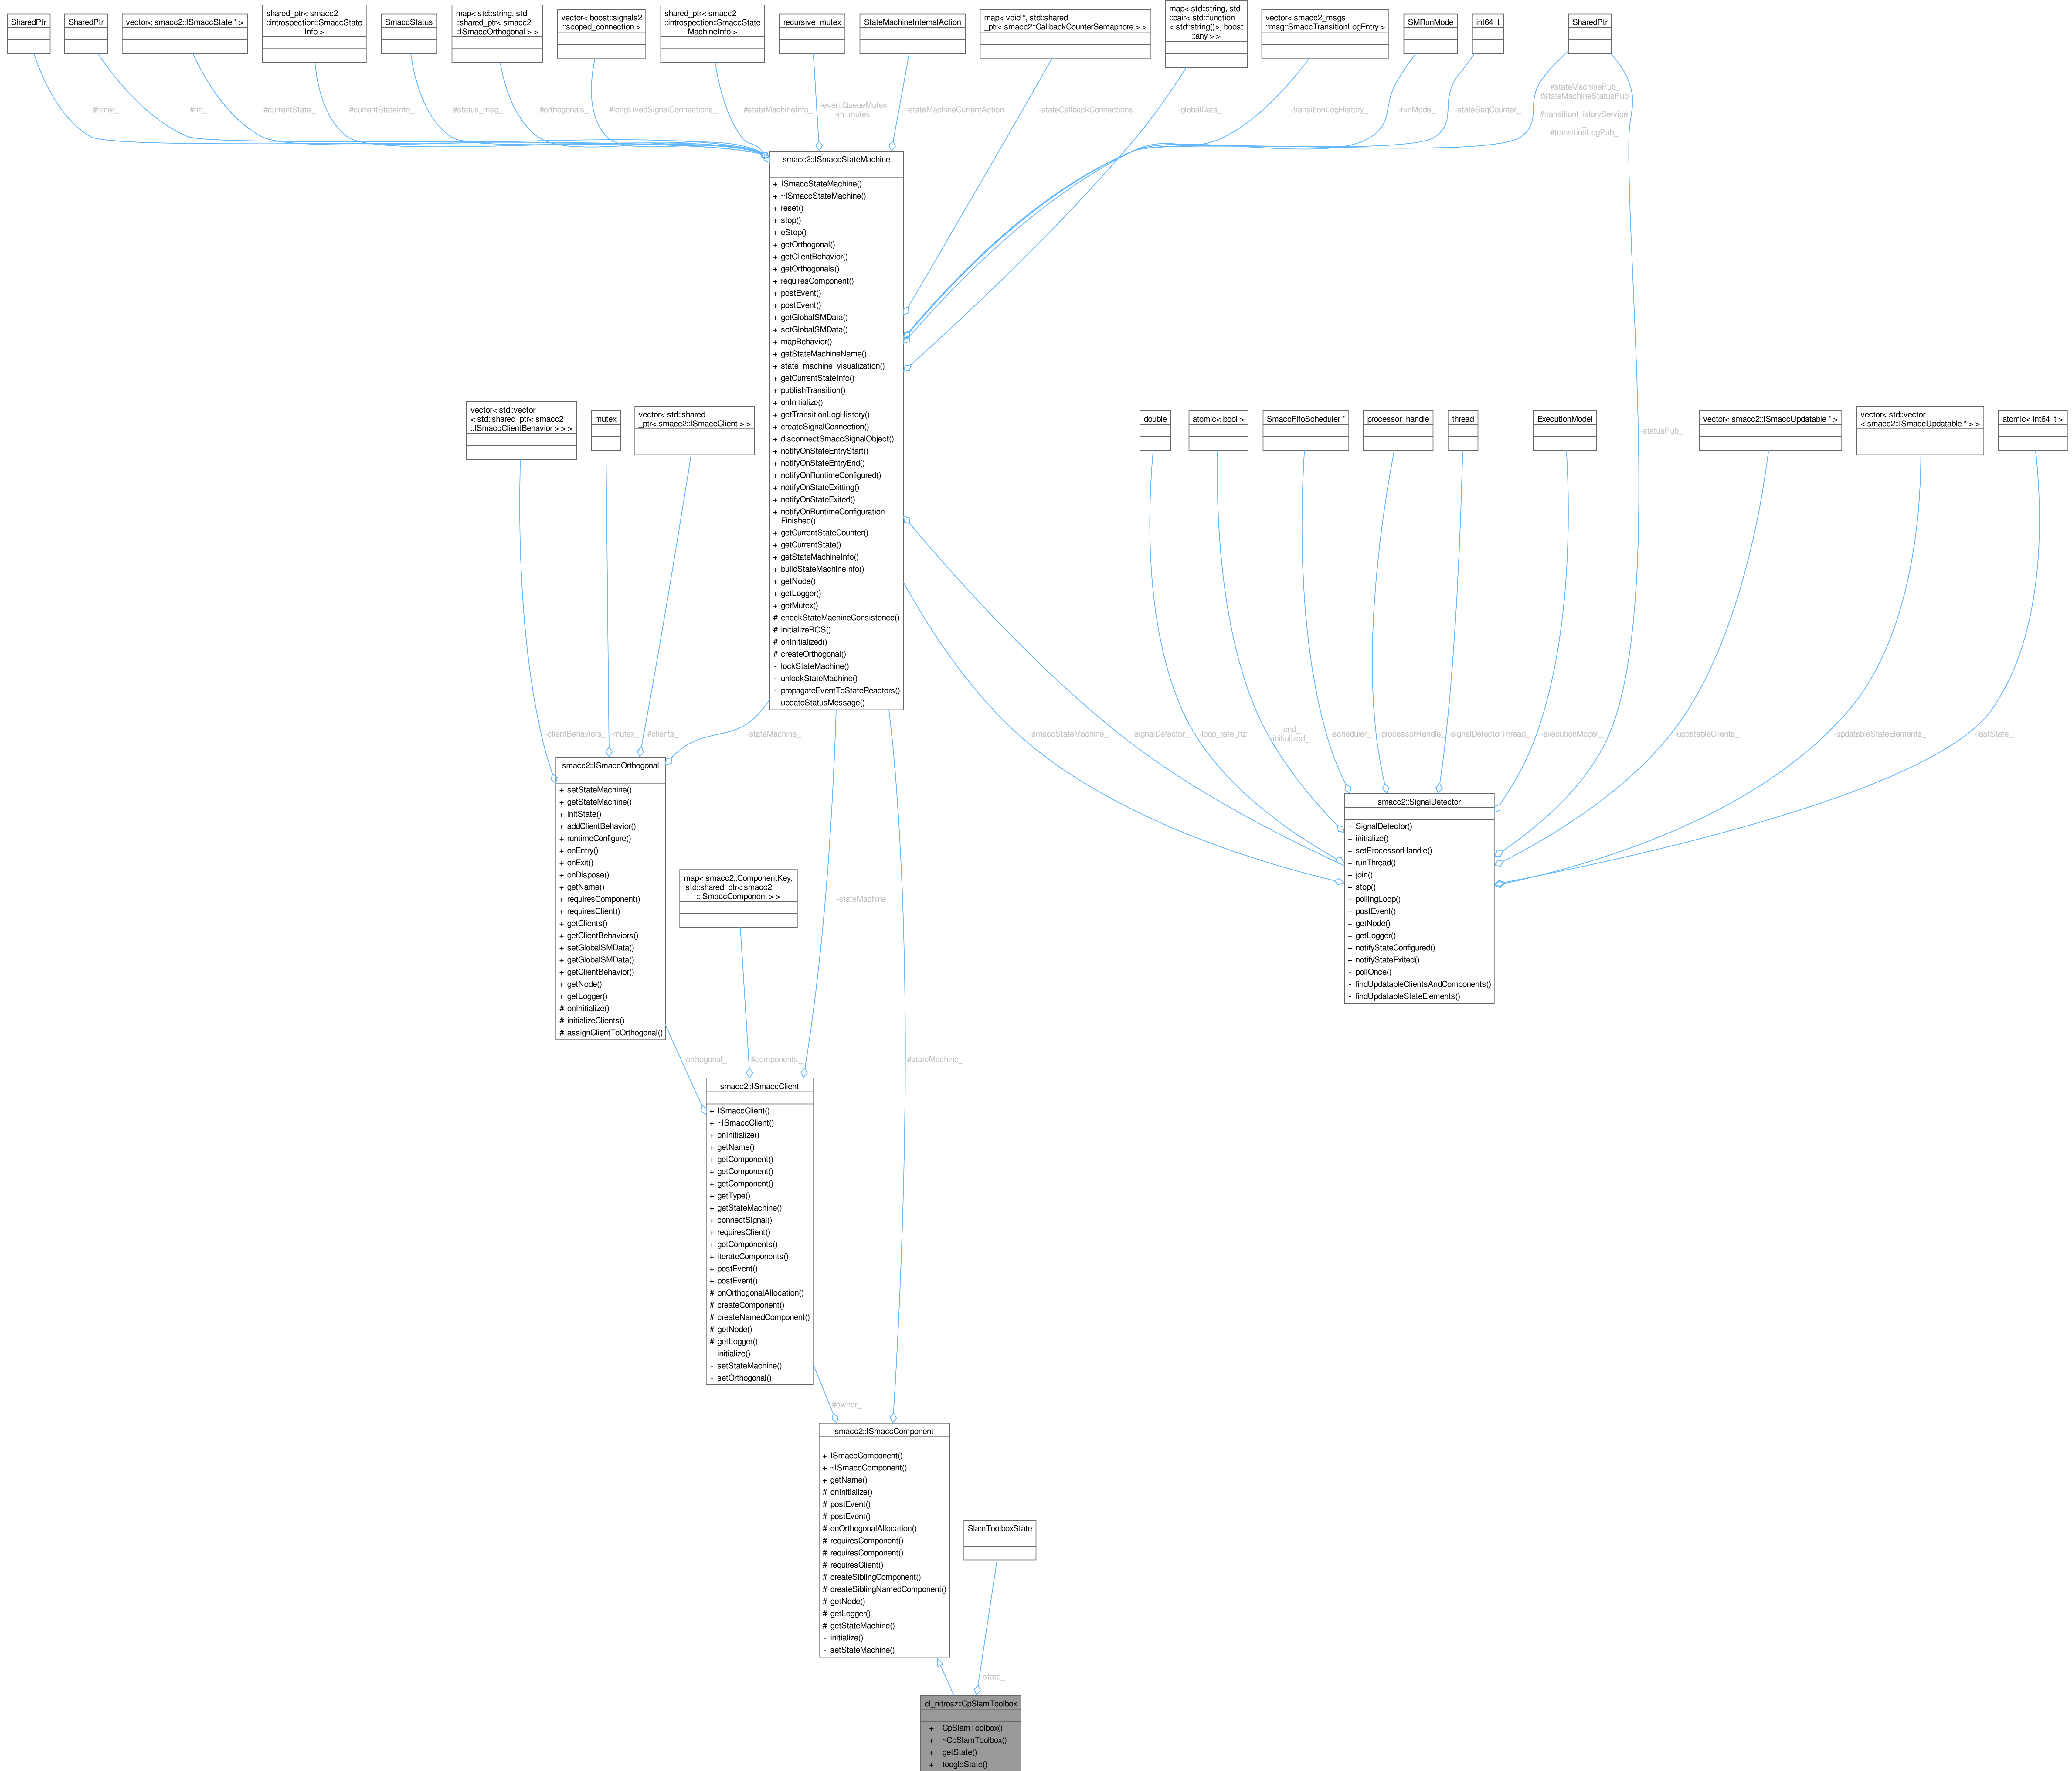 SharedPtr
SharedPtr
vector< smacc2::ISmaccState * >
shared_ptr< smacc2
::introspection::SmaccState
Info >
SmaccStatus
map< std::string, std
::shared_ptr< smacc2
::ISmaccOrthogonal > >
vector< boost::signals2
::scoped_connection >
shared_ptr< smacc2
::introspection::SmaccState
MachineInfo >
recursive_mutex
StateMachineInternalAction
map< void *, std::shared
_ptr< smacc2::CallbackCounterSemaphore > >
map< std::string, std
::pair< std::function
< std::string()>, boost
::any > >
vector< smacc2_msgs
::msg::SmaccTransitionLogEntry >
SMRunMode
int64_t
SharedPtr
#timer_
#nh_
#currentState_
#currentStateInfo_
#status_msg_
#orthogonals_
#longLivedSignalConnections_
#stateMachineInfo_
-eventQueueMutex_
-m_mutex_
-stateMachineCurrentAction
-stateCallbackConnections
-globalData_
-transitionLogHistory_
-runMode_
-stateSeqCounter_
#stateMachinePub_
#stateMachineStatusPub
_
#transitionHistoryService
_
#transitionLogPub_
smacc2::ISmaccStateMachine
+ ISmaccStateMachine()
+ ~ISmaccStateMachine()
+ reset()
+ stop()
+ eStop()
+ getOrthogonal()
+ getClientBehavior()
+ getOrthogonals()
+ requiresComponent()
+ postEvent()
+ postEvent()
+ getGlobalSMData()
+ setGlobalSMData()
+ mapBehavior()
+ getStateMachineName()
+ state_machine_visualization()
+ getCurrentStateInfo()
+ publishTransition()
+ onInitialize()
+ getTransitionLogHistory()
+ createSignalConnection()
+ disconnectSmaccSignalObject()
+ notifyOnStateEntryStart()
+ notifyOnStateEntryEnd()
+ notifyOnRuntimeConfigured()
+ notifyOnStateExitting()
+ notifyOnStateExited()
+ notifyOnRuntimeConfiguration
Finished()
+ getCurrentStateCounter()
+ getCurrentState()
+ getStateMachineInfo()
+ buildStateMachineInfo()
+ getNode()
+ getLogger()
+ getMutex()
# checkStateMachineConsistence()
# initializeROS()
# onInitialized()
# createOrthogonal()
- lockStateMachine()
- unlockStateMachine()
- propagateEventToStateReactors()
- updateStatusMessage()
vector< std::vector
< std::shared_ptr< smacc2
::ISmaccClientBehavior > > >
mutex
vector< std::shared
_ptr< smacc2::ISmaccClient > >
double
atomic< bool >
SmaccFifoScheduler *
processor_handle
thread
ExecutionModel
-statusPub_
vector< smacc2::ISmaccUpdatable * >
vector< std::vector
< smacc2::ISmaccUpdatable * > >
atomic< int64_t >
-clientBehaviors_
-mutex_
#clients_
-stateMachine_
-smaccStateMachine_
-signalDetector_
-loop_rate_hz
-end_
-initialized_
-scheduler_
-processorHandle_
-signalDetectorThread_
-executionModel_
-updatableClients_
-updatableStateElements_
-lastState_
smacc2::ISmaccOrthogonal
+ setStateMachine()
+ getStateMachine()
+ initState()
+ addClientBehavior()
+ runtimeConfigure()
+ onEntry()
+ onExit()
+ onDispose()
+ getName()
+ requiresComponent()
+ requiresClient()
+ getClients()
+ getClientBehaviors()
+ setGlobalSMData()
+ getGlobalSMData()
+ getClientBehavior()
+ getNode()
+ getLogger()
# onInitialize()
# initializeClients()
# assignClientToOrthogonal()
smacc2::SignalDetector
+ SignalDetector()
+ initialize()
+ setProcessorHandle()
+ runThread()
+ join()
+ stop()
+ pollingLoop()
+ postEvent()
+ getNode()
+ getLogger()
+ notifyStateConfigured()
+ notifyStateExited()
- pollOnce()
- findUpdatableClientsAndComponents()
- findUpdatableStateElements()
map< smacc2::ComponentKey,
std::shared_ptr< smacc2
::ISmaccComponent > >
-stateMachine_
-orthogonal_
#components_
#stateMachine_
smacc2::ISmaccClient
+ ISmaccClient()
+ ~ISmaccClient()
+ onInitialize()
+ getName()
+ getComponent()
+ getComponent()
+ getComponent()
+ getType()
+ getStateMachine()
+ connectSignal()
+ requiresClient()
+ getComponents()
+ iterateComponents()
+ postEvent()
+ postEvent()
# onOrthogonalAllocation()
# createComponent()
# createNamedComponent()
# getNode()
# getLogger()
- initialize()
- setStateMachine()
- setOrthogonal()
#owner_
smacc2::ISmaccComponent
+ ISmaccComponent()
+ ~ISmaccComponent()
+ getName()
# onInitialize()
# postEvent()
# postEvent()
# onOrthogonalAllocation()
# requiresComponent()
# requiresComponent()
# requiresClient()
# createSiblingComponent()
# createSiblingNamedComponent()
# getNode()
# getLogger()
# getStateMachine()
- initialize()
- setStateMachine()
SlamToolboxState
-state_
cl_nitrosz::CpSlamToolbox
+ CpSlamToolbox()
+ ~CpSlamToolbox()
+ getState()
+ toogleState()